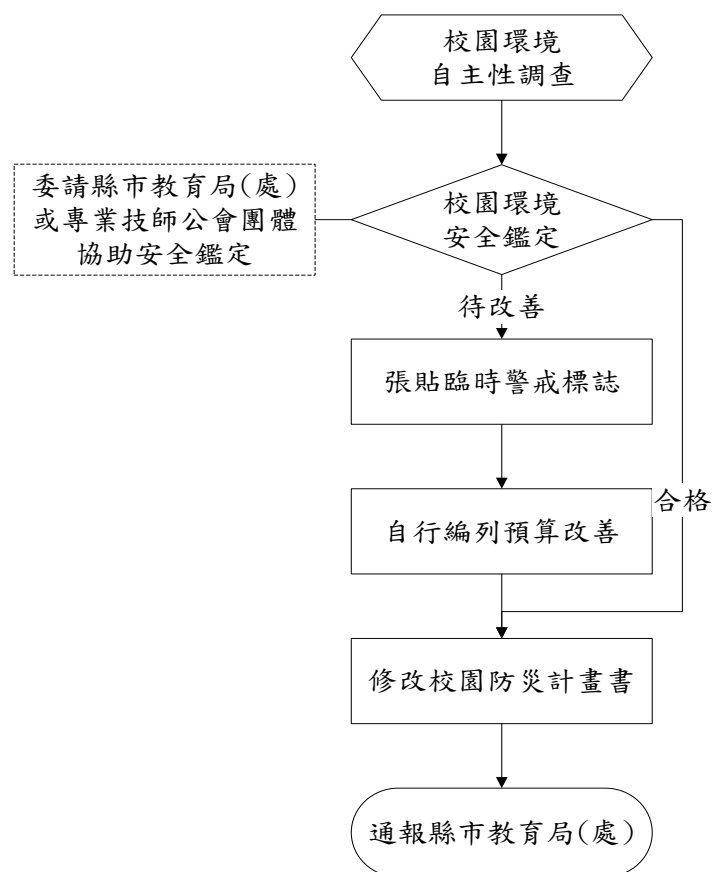 校園環境
自主性調查
委請縣市教育局(處)
或專業技師公會團體
協助安全鑑定
校園環境
安全鑑定
待改善
張貼臨時警戒標誌
合格
自行編列預算改善
修改校園防災計畫書
通報縣市教育局(處)